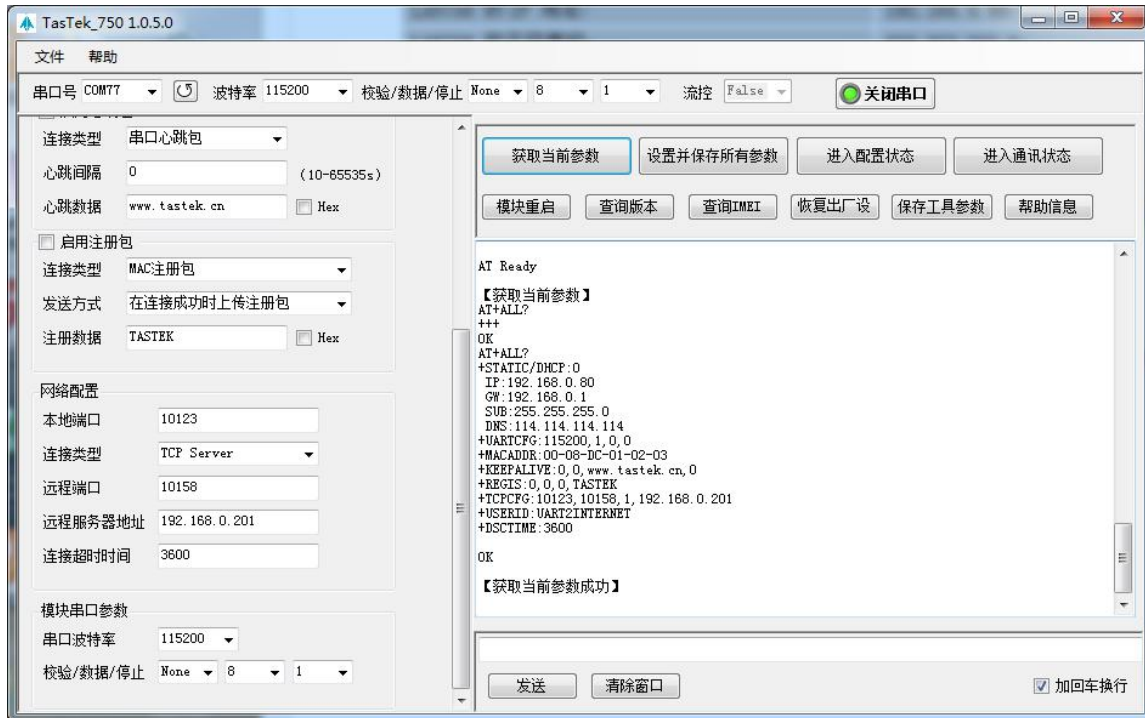 TasTek_750 1.0.5.0
文件 帮助
串口号 COM77 波特率 115200 校验/数据/停止 None 8 1 流控 False 关闭串口
连接类型 串口心跳包
心跳间隔 0 (10-65535s)
心跳数据 www.tastek.cn Hex
启用注册包
连接类型 MAC注册包
发送方式 在连接成功时上传注册包
注册数据 TASTEK Hex
网络配置
本地端口 10123
连接类型 TCP Server
远程端口 10158
远程服务器地址 192.168.0.201
连接超时时间 3600
模块串口参数
串口波特率 115200
校验/数据/停止 None 8 1
获取当前参数 设置并保存所有参数 进入配置状态 进入通讯状态
模块重启 查询版本 查询IMEI 恢复出厂设 保存工具参数 帮助信息
AT Ready
【获取当前参数】
AT+ALL?
+++
OK
AT+ALL?
+STATIC/DHCP:0
IP:192.168.0.80
GW:192.168.0.1
SUB:255.255.255.0
DNS:114.114.114.114
+UARTCFG:115200,1,0,0
+MACADDR:00-08-DC-01-02-03
+KEEPALIVE:0,0,www.tastek.cn,0
+REGIS:0,0,0,TASTEK
+TCPCFG:10123,10158,1,192.168.0.201
+USERID:UART2INTERNET
+DSCTIME:3600
OK
【获取当前参数成功】
发送 清除窗口 加回车换行